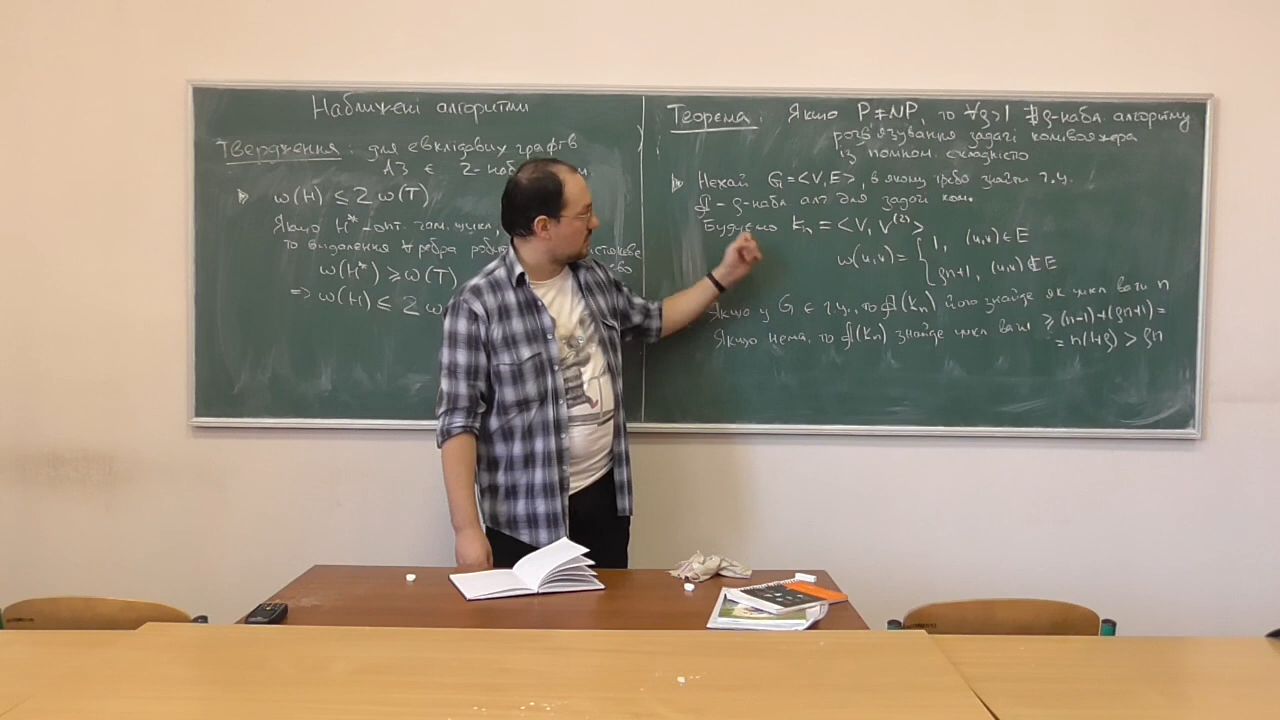 Наближені алгоритми
Твердження: для евклідових графів
АЗ є 2-наб
w(H) ≤ 2 w(T)
Якщо H* - опт. гам. цикл,
то видалення ∀ ребра
w(H*) ≥ w(T)
=> w(H) ≤ 2 w
Теорема: Якщо P≠NP, то ∀ρ>1 ∄ ρ-набл. алгоритму
розв'язування задачі комівояжера
із поліном. складністю
Нехай G = <V, E>, в якому треба знайти г.ц.
𝒜 - ρ-набл алг для задачі ком.
Будуємо Kn = <V, V⁽²⁾>
w(u,v) = { 1, (u,v) ∈ E
ρn+1, (u,v) ∉ E
Якщо у G є г.ц., то 𝒜(Kn) його знайде як цикл ваги n
Якщо нема, то 𝒜(Kn) знайде цикл ваги ≥ (n-1)+(ρn+1) =
= n(1+ρ) > ρn